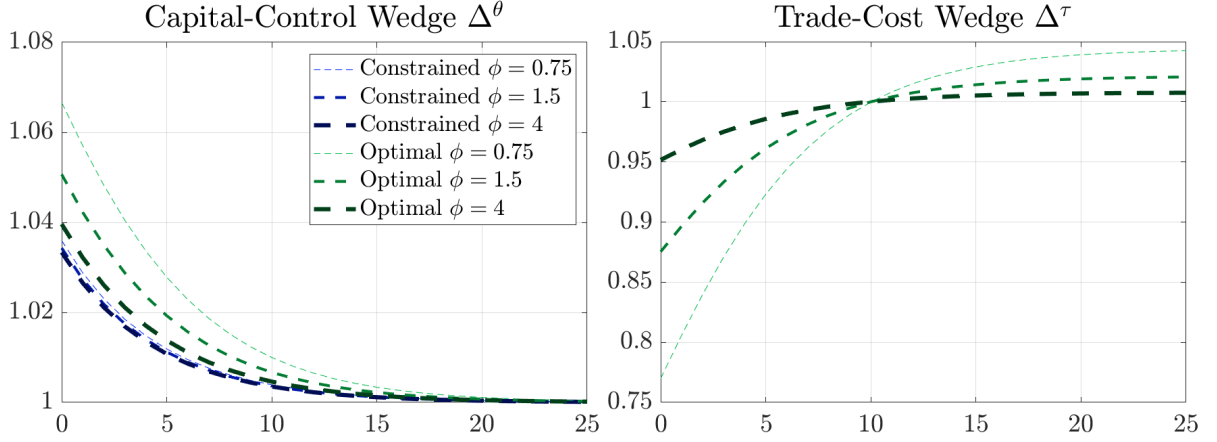 Capital-Control Wedge Δ^θ
1.08
1.06
1.04
1.02
1
0 5 10 15 20 25
Constrained ϕ = 0.75
Constrained ϕ = 1.5
Constrained ϕ = 4
Optimal ϕ = 0.75
Optimal ϕ = 1.5
Optimal ϕ = 4
Trade-Cost Wedge Δ^τ
1.05
1
0.95
0.9
0.85
0.8
0.75
0 5 10 15 20 25